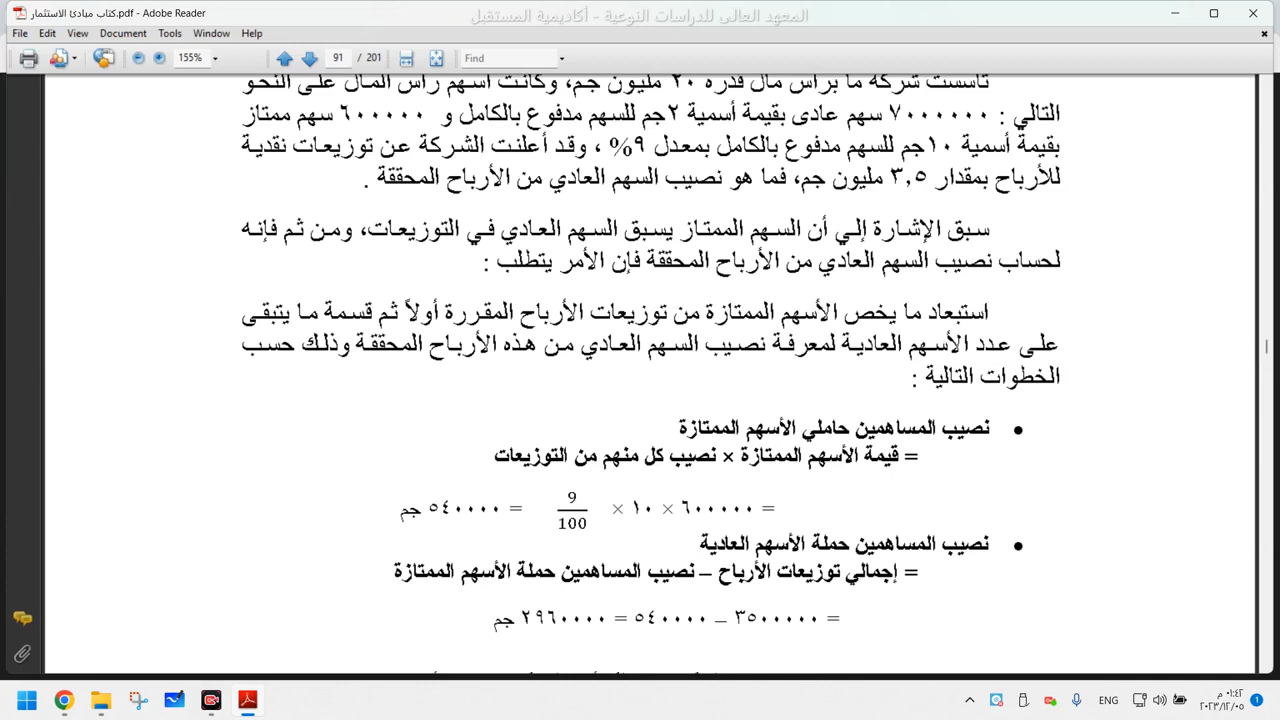 كتاب مبادئ الاستثمار.pdf - Adobe Reader
المعهد العالى للدراسات النوعية - أكاديمية المستقبل
File Edit View Document Tools Window Help
91 / 201 155% Find
تأسست شركة ما برأس مال قدره ٢٠ مليون جم، وكانت أسهم رأس المال على النحو
التالي : ٧٠٠٠٠٠٠ سهم عادى بقيمة أسمية ٢جم للسهم مدفوع بالكامل و ٦٠٠٠٠٠ سهم ممتاز
بقيمة أسمية ١٠جم للسهم مدفوع بالكامل بمعدل ٩% ، وقد أعلنت الشركة عن توزيعات نقدية
للأرباح بمقدار ٣,٥ مليون جم، فما هو نصيب السهم العادي من الأرباح المحققة .
سبق الإشارة إلي أن السهم الممتاز يسبق السهم العادي في التوزيعات، ومن ثم فإنه
لحساب نصيب السهم العادي من الأرباح المحققة فإن الأمر يتطلب :
استبعاد ما يخص الأسهم الممتازة من توزيعات الأرباح المقررة أولاً ثم قسمة ما يتبقى
على عدد الأسهم العادية لمعرفة نصيب السهم العادي من هذه الأرباح المحققة وذلك حسب
الخطوات التالية :
• نصيب المساهمين حاملي الأسهم الممتازة
= قيمة الأسهم الممتازة × نصيب كل منهم من التوزيعات
= ٦٠٠٠٠٠ × ١٠ × 9/100 = ٥٤٠٠٠٠ جم
• نصيب المساهمين حملة الأسهم العادية
= إجمالي توزيعات الأرباح – نصيب المساهمين حملة الأسهم الممتازة
= ٣٥٠٠٠٠٠ – ٥٤٠٠٠٠ = ٢٩٦٠٠٠٠ جم
ENG
٠١:٤٢ م
٢٠٢٣/١٢/٠٥
1